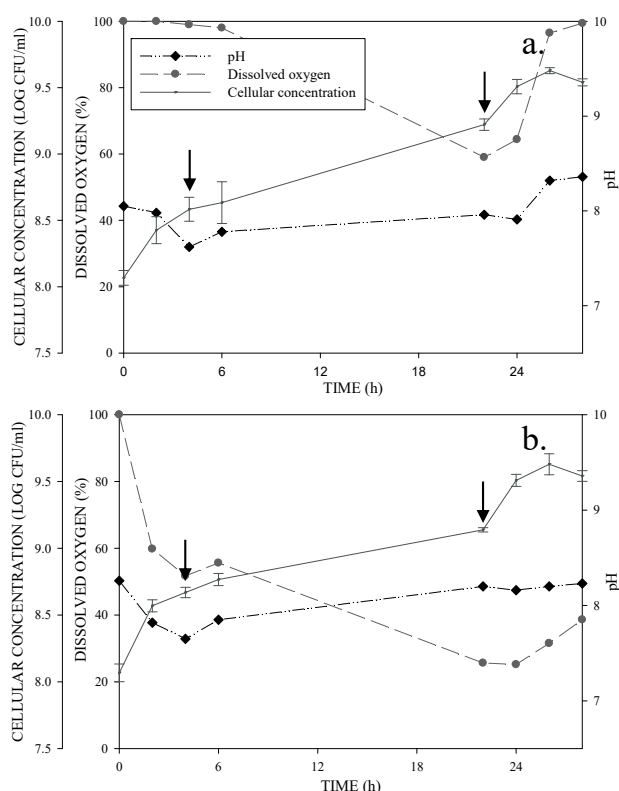 CELLULAR CONCENTRATION (LOG CFU/ml)
10.0
9.5
9.0
8.5
8.0
7.5
DISSOLVED OXYGEN (%)
100
80
60
40
20
0
pH
Dissolved oxygen
Cellular concentration
a.
10
9
8
7
pH
0 6 12 18 24
TIME (h)
CELLULAR CONCENTRATION (LOG CFU/ml)
10.0
9.5
9.0
8.5
8.0
7.5
DISSOLVED OXYGEN (%)
100
80
60
40
20
0
b.
10
9
8
7
pH
0 6 12 18 24
TIME (h)